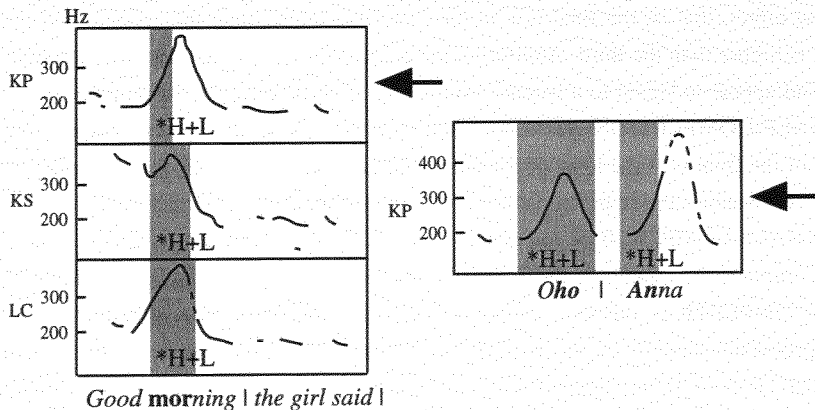 Hz
KP
300
200
*H+L
KS
300
200
*H+L
LC
300
200
*H+L
Good morning | the girl said |
KP
400
300
200
*H+L *H+L
Oho | Anna